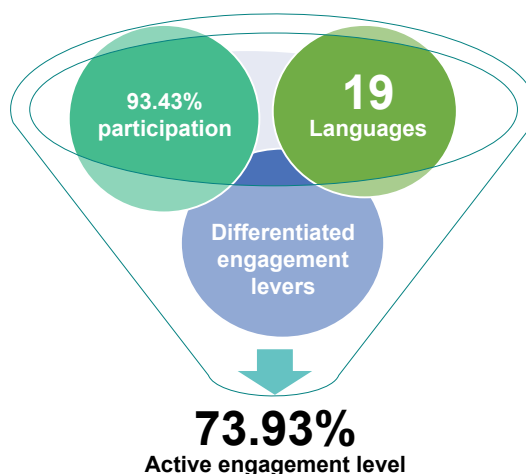 93.43%
participation
19
Languages
Differentiated
engagement
levers
73.93%
Active engagement level